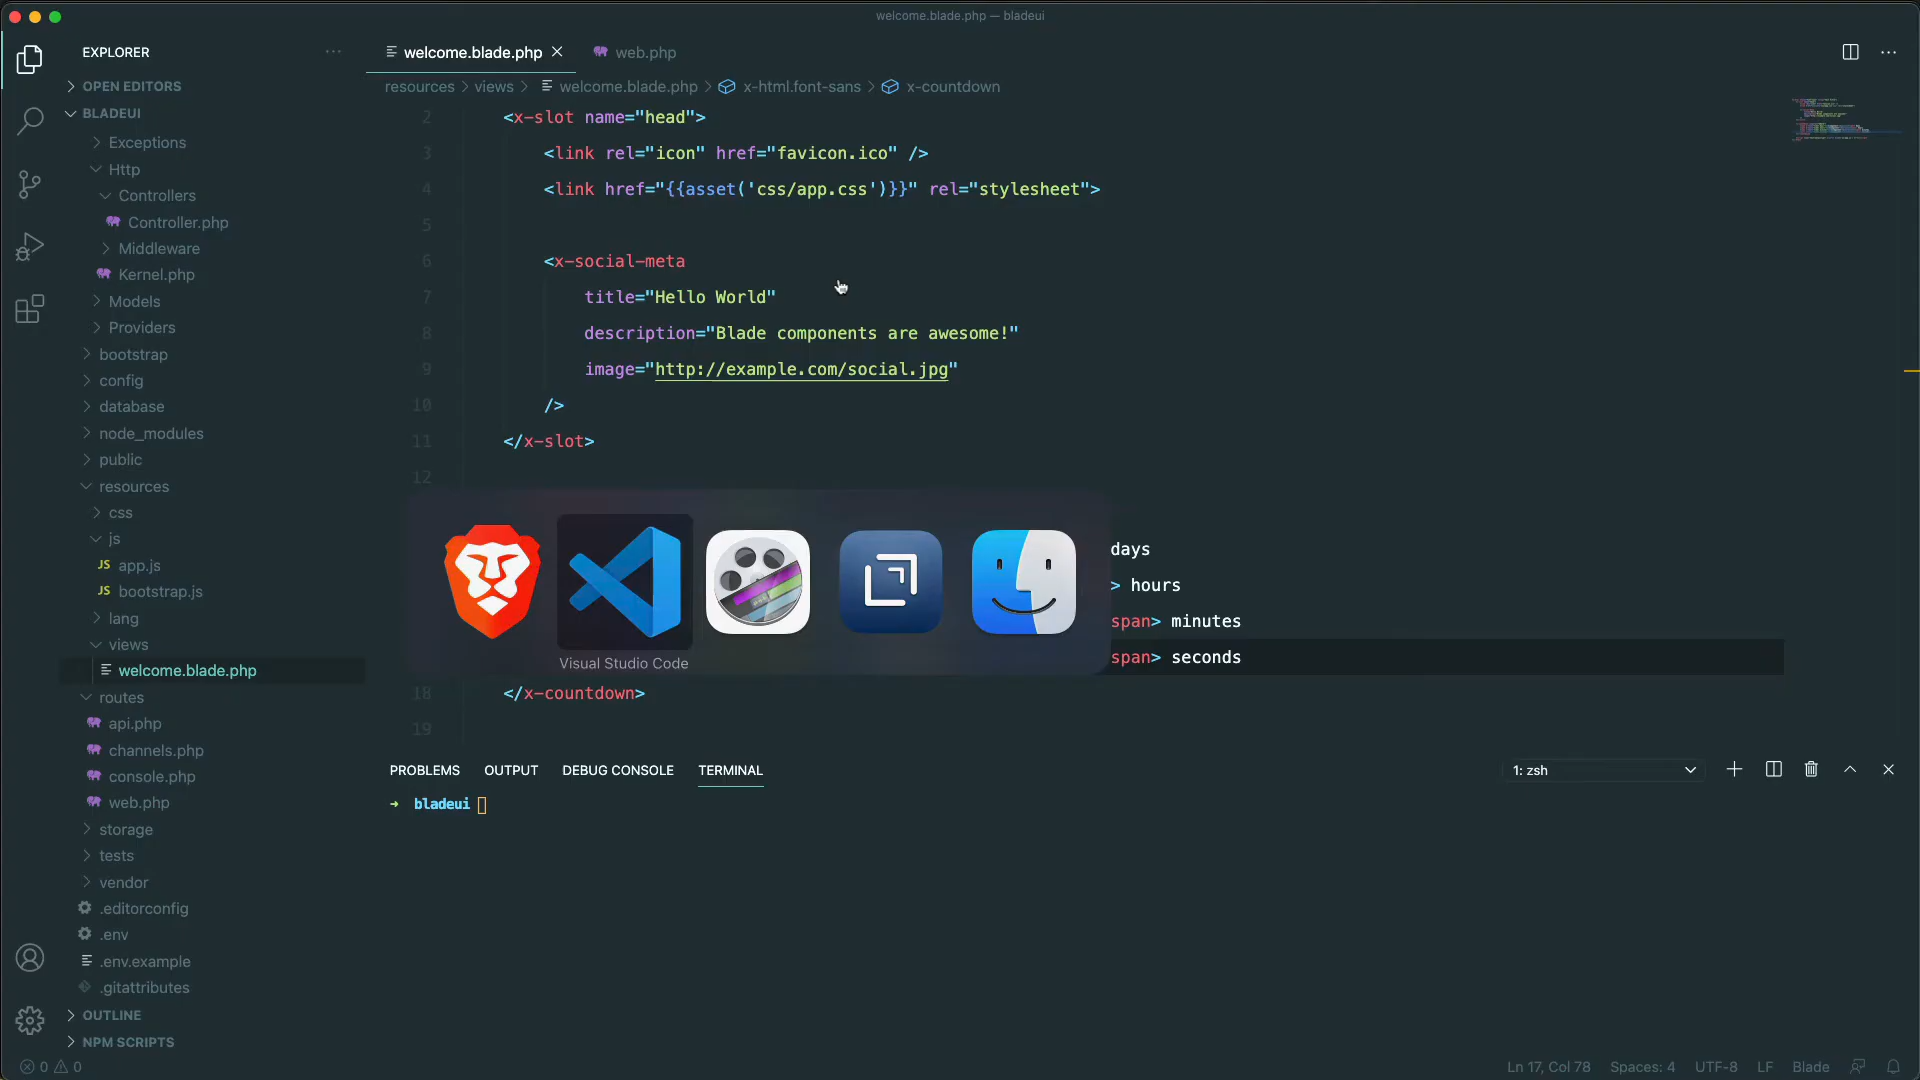 welcome.blade.php — bladeui
EXPLORER
OPEN EDITORS
BLADEUI
Exceptions
Http
Controllers
Controller.php
Middleware
Kernel.php
Models
Providers
bootstrap
config
database
node_modules
public
resources
css
js
JS app.js
JS bootstrap.js
lang
views
welcome.blade.php
routes
api.php
channels.php
console.php
web.php
storage
tests
vendor
.editorconfig
.env
.env.example
.gitattributes
OUTLINE
NPM SCRIPTS
welcome.blade.php web.php
resources > views > welcome.blade.php > x-html.font-sans > x-countdown
2 <x-slot name="head">
3 <link rel="icon" href="favicon.ico" />
4 <link href="{{asset('css/app.css')}}" rel="stylesheet">
5
6 <x-social-meta
7 title="Hello World"
8 description="Blade components are awesome!"
9 image="http://example.com/social.jpg"
10 />
11 </x-slot>
12
days
> hours
span> minutes
span> seconds
Visual Studio Code
18 </x-countdown>
19
PROBLEMS OUTPUT DEBUG CONSOLE TERMINAL 1: zsh
→ bladeui
0 0 Ln 17, Col 78 Spaces: 4 UTF-8 LF Blade